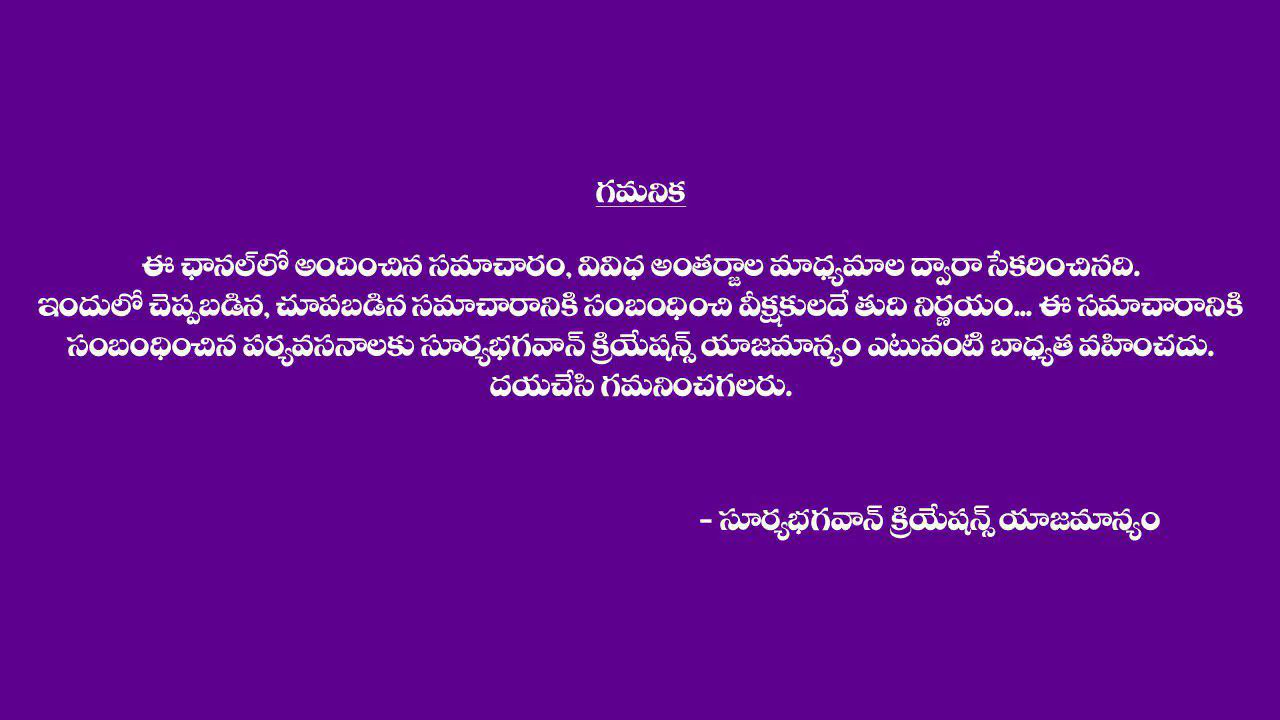 గమనిక
ఈ ఛానల్‌లో అందించిన సమాచారం, వివిధ అంతర్జాల మాధ్యమాల ద్వారా సేకరించినది.
ఇందులో చెప్పబడిన, చూపబడిన సమాచారానికి సంబంధించి వీక్షకులదే తుది నిర్ణయం... ఈ సమాచారానికి
సంబంధించిన పర్యవసనాలకు సూర్యభగవాన్ క్రియేషన్స్ యాజమాన్యం ఎటువంటి బాధ్యత వహించదు.
దయచేసి గమనించగలరు.
- సూర్యభగవాన్ క్రియేషన్స్ యాజమాన్యం